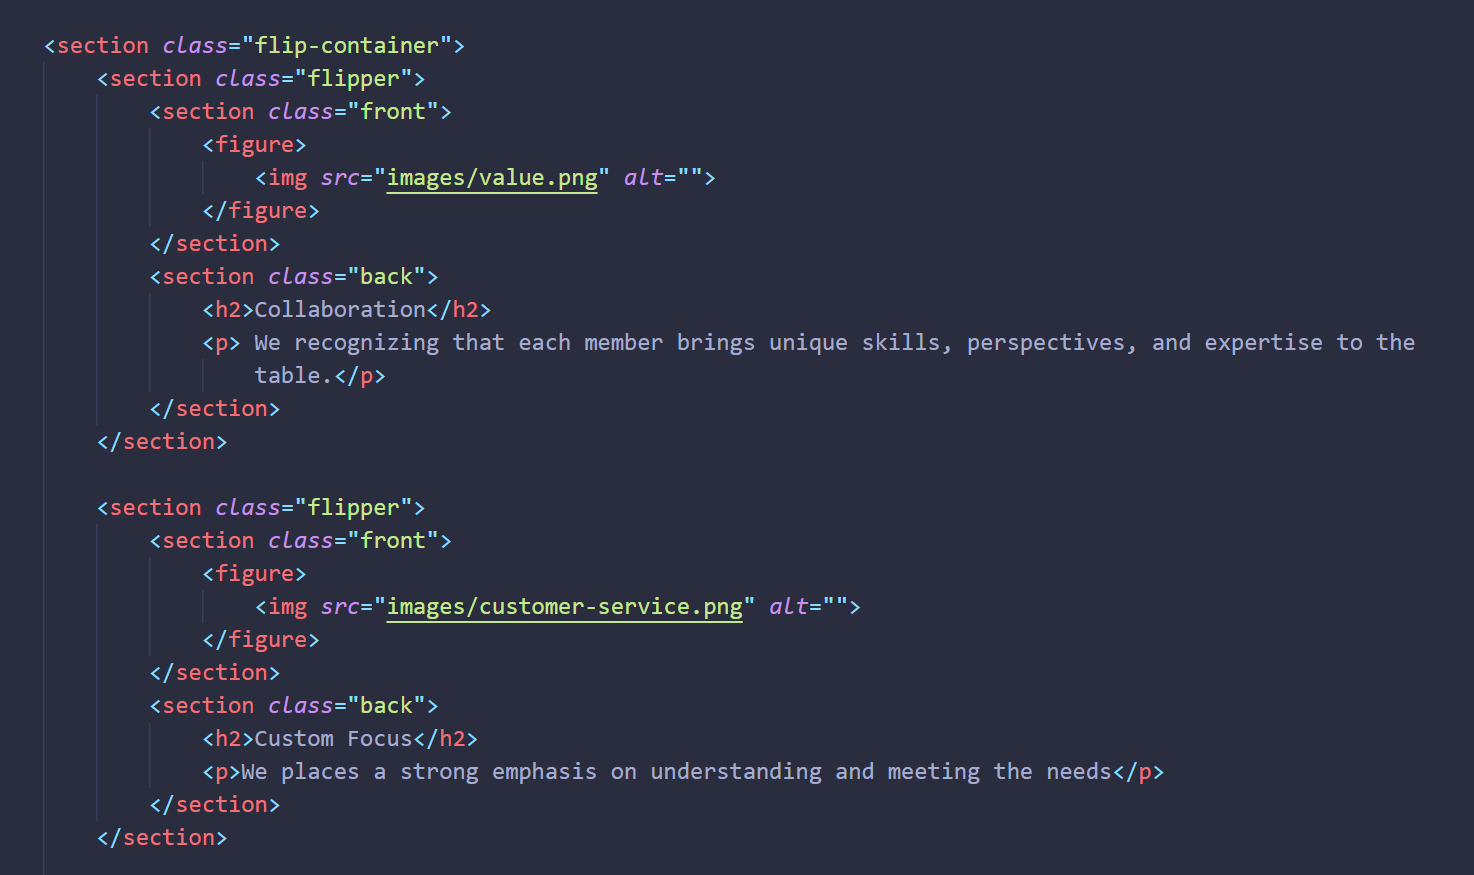 <section class="flip-container">
<section class="flipper">
<section class="front">
<figure>
<img src="images/value.png" alt="">
</figure>
</section>
<section class="back">
<h2>Collaboration</h2>
<p> We recognizing that each member brings unique skills, perspectives, and expertise to the
table.</p>
</section>
</section>
<section class="flipper">
<section class="front">
<figure>
<img src="images/customer-service.png" alt="">
</figure>
</section>
<section class="back">
<h2>Custom Focus</h2>
<p>We places a strong emphasis on understanding and meeting the needs</p>
</section>
</section>